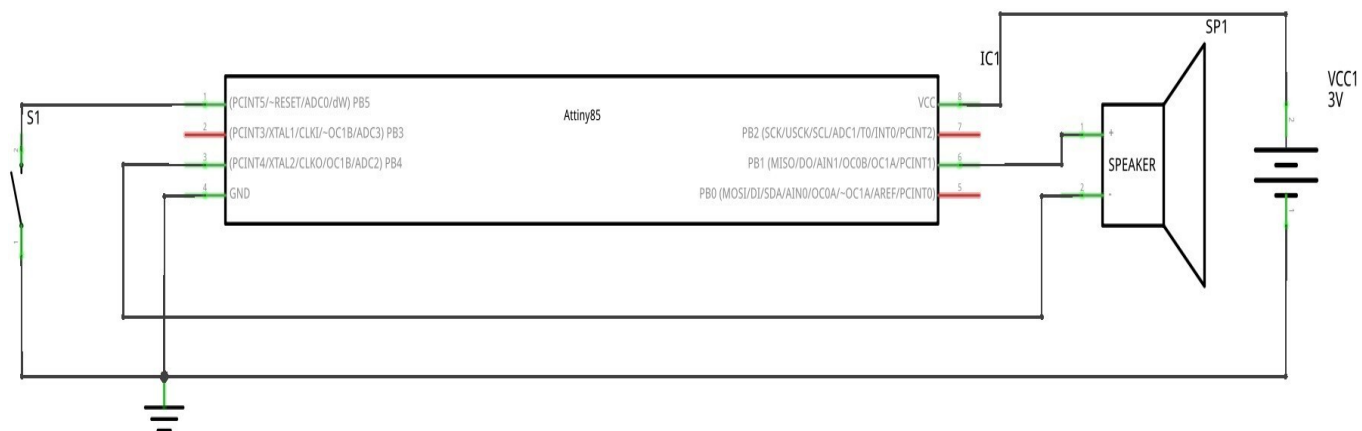 SP1
IC1
VCC1
3V
S1
1 (PCINT5/~RESET/ADC0/dW) PB5
Attiny85
VCC 8
2 (PCINT3/XTAL1/CLKI/~OC1B/ADC3) PB3
PB2 (SCK/USCK/SCL/ADC1/T0/INT0/PCINT2) 7
1 +
3 (PCINT4/XTAL2/CLKO/OC1B/ADC2) PB4
PB1 (MISO/DO/AIN1/OC0B/OC1A/PCINT1) 6
SPEAKER
4 GND
PB0 (MOSI/DI/SDA/AIN0/OC0A/~OC1A/AREF/PCINT0) 5
2 -
2
1
2
1